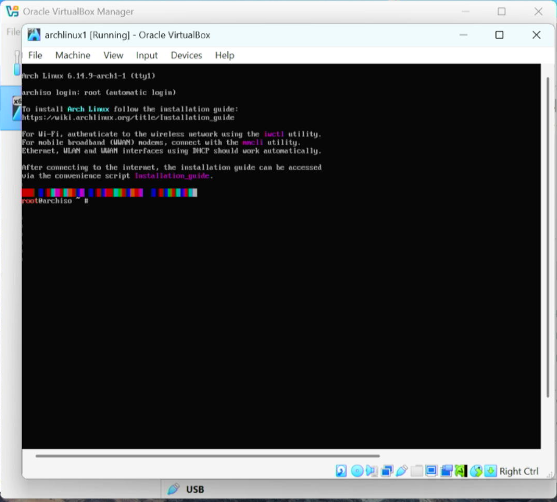 Oracle VirtualBox Manager
File
archlinux1 [Running] - Oracle VirtualBox
File Machine View Input Devices Help
Arch Linux 6.14.9-arch1-1 (tty1)
archiso login: root (automatic login)
To install Arch Linux follow the installation guide:
https://wiki.archlinux.org/title/Installation_guide
For Wi-Fi, authenticate to the wireless network using the iwctl utility.
For mobile broadband (WWAN) modems, connect with the mmcli utility.
Ethernet, WLAN and WWAN interfaces using DHCP should work automatically.
After connecting to the internet, the installation guide can be accessed
via the convenience script Installation_guide.
root@archiso ~ #
Right Ctrl
USB